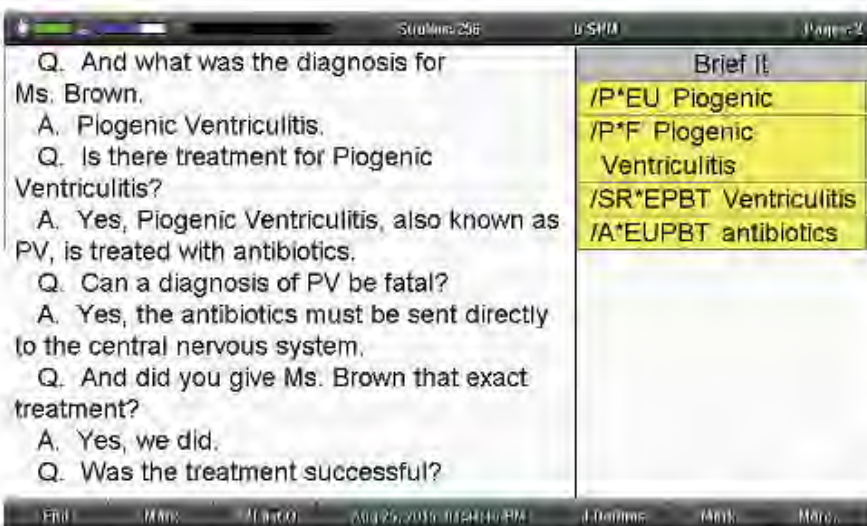 Q. And what was the diagnosis for
Ms. Brown.
A. Piogenic Ventriculitis.
Q. Is there treatment for Piogenic
Ventriculitis?
A. Yes, Piogenic Ventriculitis, also known as
PV, is treated with antibiotics.
Q. Can a diagnosis of PV be fatal?
A. Yes, the antibiotics must be sent directly
to the central nervous system.
Q. And did you give Ms. Brown that exact
treatment?
A. Yes, we did.
Q. Was the treatment successful?
Brief It
/P*EU Piogenic
/P*F Piogenic
Ventriculitis
/SR*EPBT Ventriculitis
/A*EUPBT antibiotics
Mark